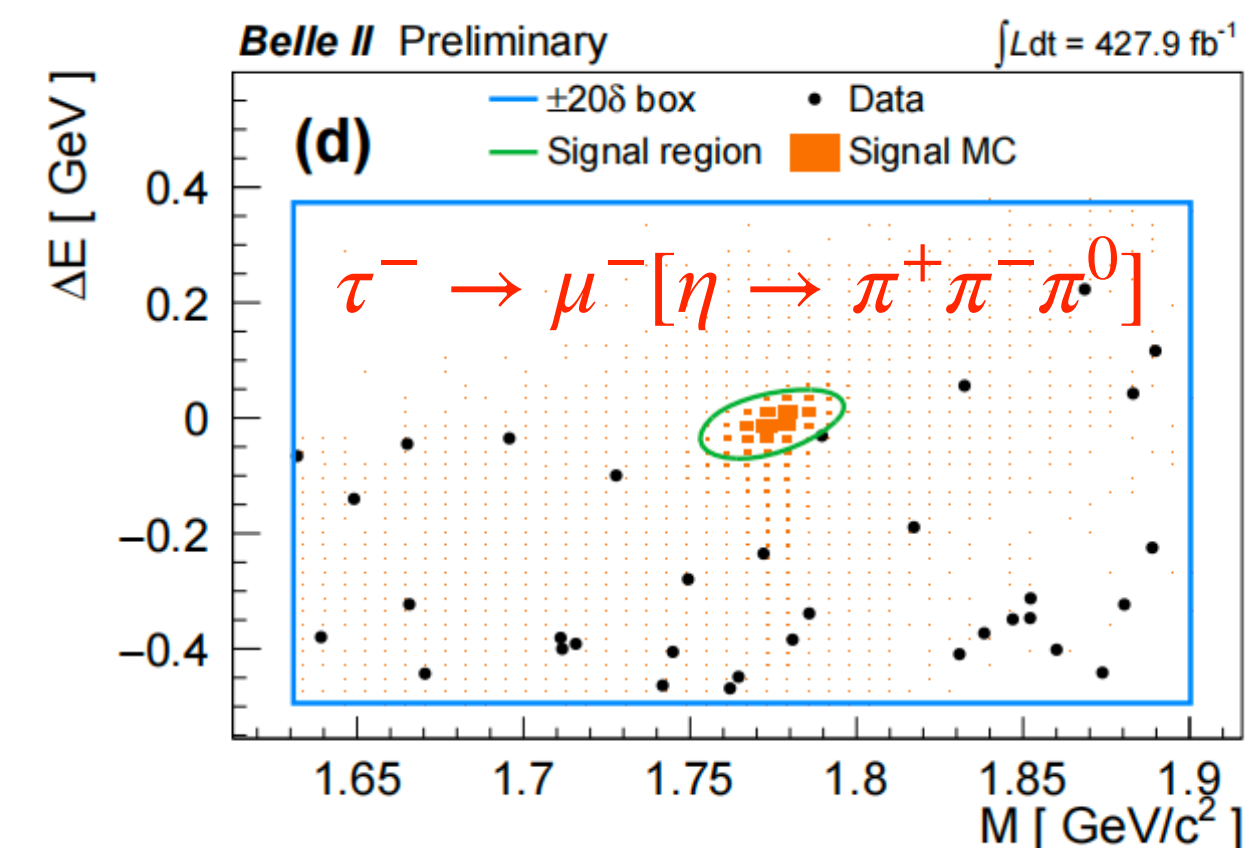 Belle II Preliminary ∫Ldt = 427.9 fb⁻¹
±20δ box Data
(d)
Signal region Signal MC
ΔE [ GeV ]
τ⁻ → μ⁻[η → π⁺π⁻π⁰]
0.4
0.2
0
−0.2
−0.4
1.65 1.7 1.75 1.8 1.85 1.9
M [ GeV/c² ]